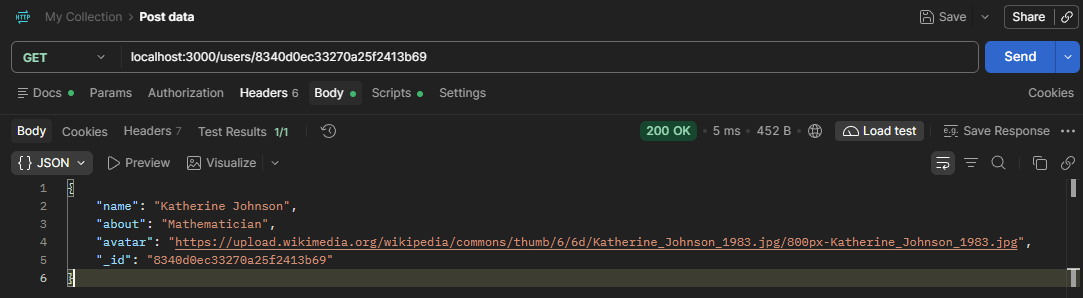 HTTP My Collection > Post data Save Share
GET localhost:3000/users/8340d0ec33270a25f2413b69 Send
Docs Params Authorization Headers 6 Body Scripts Settings Cookies
Body Cookies Headers 7 Test Results 1/1 200 OK • 5 ms • 452 B • Load test e.g. Save Response
{} JSON Preview Visualize
1 {
2 "name": "Katherine Johnson",
3 "about": "Mathematician",
4 "avatar": "https://upload.wikimedia.org/wikipedia/commons/thumb/6/6d/Katherine_Johnson_1983.jpg/800px-Katherine_Johnson_1983.jpg",
5 "_id": "8340d0ec33270a25f2413b69"
6 }